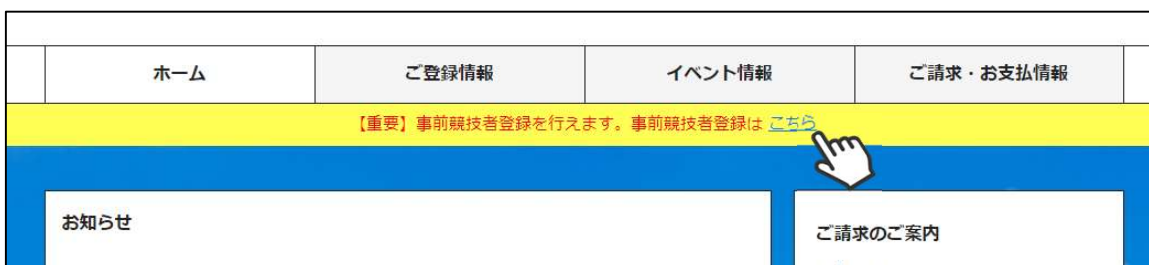 ホーム
ご登録情報
イベント情報
ご請求・お支払情報
【重要】事前競技者登録を行えます。事前競技者登録は こちら
お知らせ
ご請求のご案内